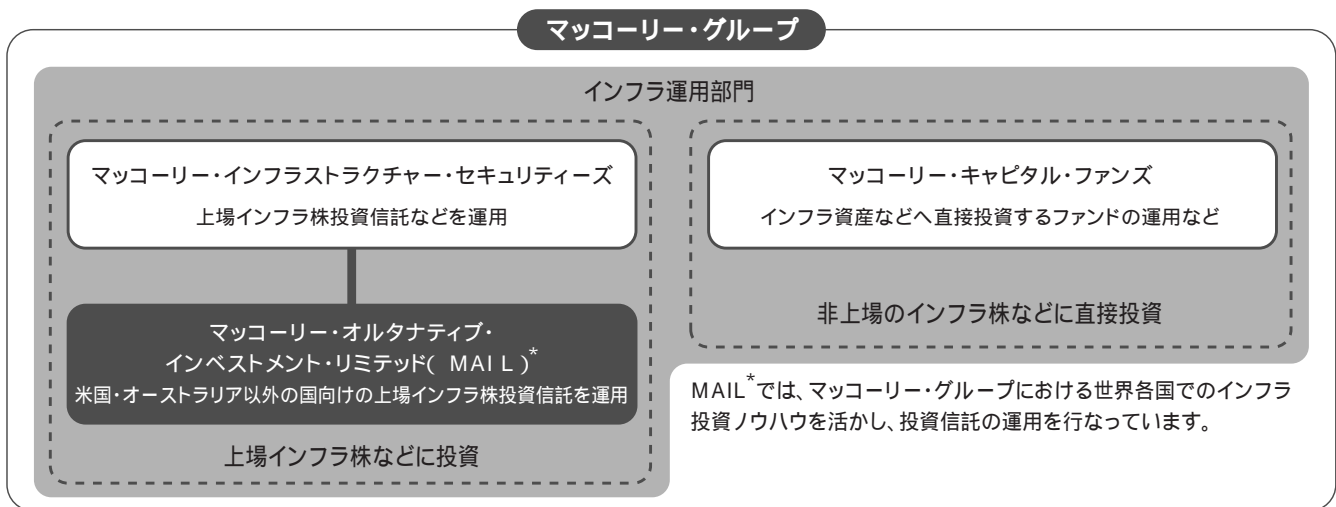 マッコーリー・グループ
インフラ運用部門
マッコーリー・インフラストラクチャー・セキュリティーズ
上場インフラ株投資信託などを運用
マッコーリー・オルタナティブ・
インベストメント・リミテッド( MAIL)*
米国・オーストラリア以外の国向けの上場インフラ株投資信託を運用
上場インフラ株などに投資
マッコーリー・キャピタル・ファンズ
インフラ資産などへ直接投資するファンドの運用など
非上場のインフラ株などに直接投資
MAIL*では、マッコーリー・グループにおける世界各国でのインフラ
投資ノウハウを活かし、投資信託の運用を行なっています。